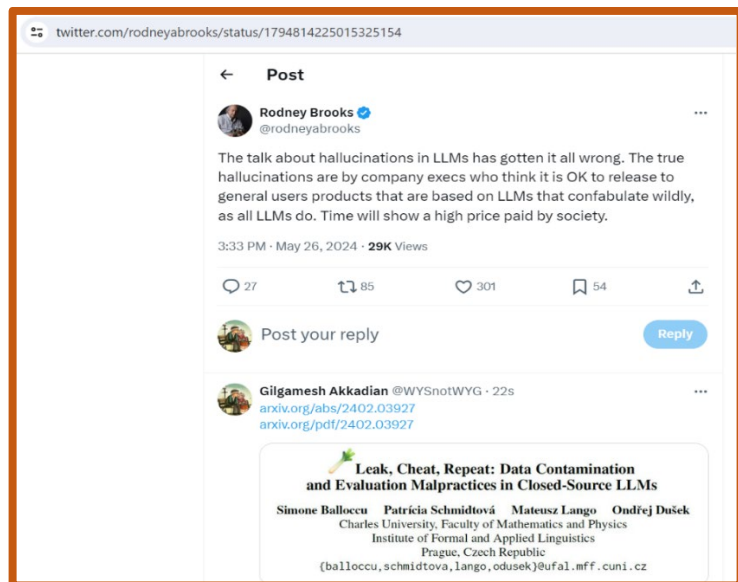 twitter.com/rodneyabrooks/status/1794814225015325154
← Post
Rodney Brooks
@rodneyabrooks
The talk about hallucinations in LLMs has gotten it all wrong. The true
hallucinations are by company execs who think it is OK to release to
general users products that are based on LLMs that confabulate wildly,
as all LLMs do. Time will show a high price paid by society.
3:33 PM · May 26, 2024 · 29K Views
27 85 301 54
Post your reply Reply
Gilgamesh Akkadian @WYSnotWYG · 22s
arxiv.org/abs/2402.03927
arxiv.org/pdf/2402.03927
Leak, Cheat, Repeat: Data Contamination
and Evaluation Malpractices in Closed-Source LLMs
Simone Balloccu Patrícia Schmidtová Mateusz Lango Ondřej Dušek
Charles University, Faculty of Mathematics and Physics
Institute of Formal and Applied Linguistics
Prague, Czech Republic
{balloccu,schmidtova,lango,odusek}@ufal.mff.cuni.cz